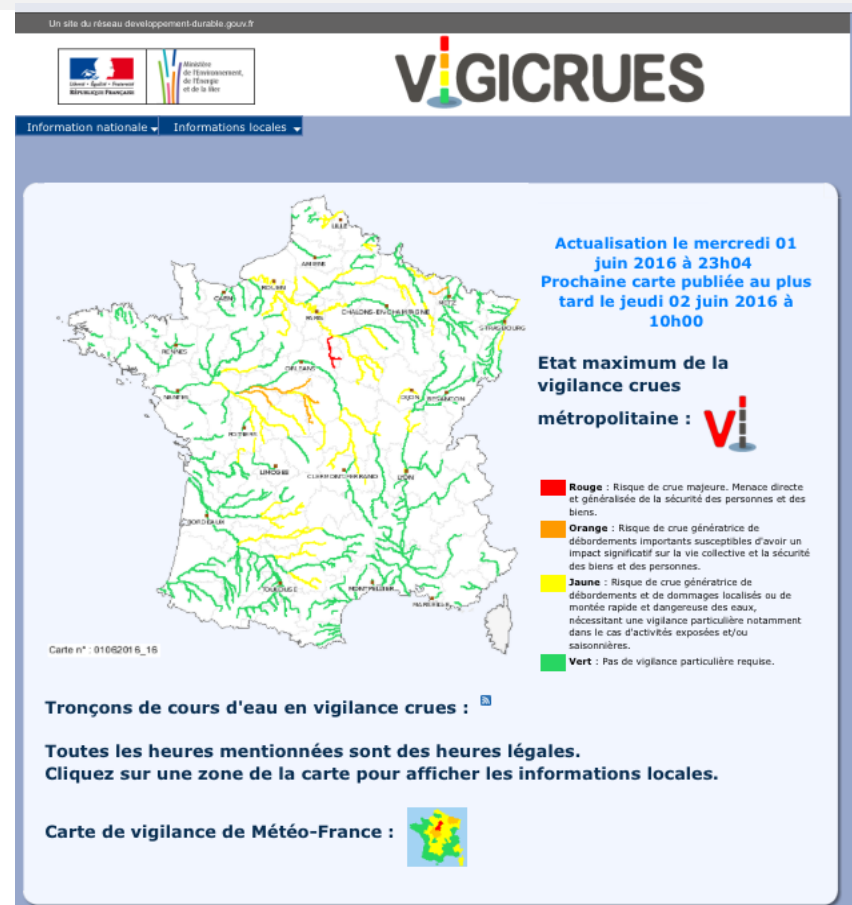 Un site du réseau developpement-durable.gouv.fr
Liberté • Égalité • Fraternité
RÉPUBLIQUE FRANÇAISE
Ministère
de l'Environnement,
de l'Énergie
et de la Mer
VIGICRUES
Information nationale
Informations locales
LILLE
AMIENS
ROUEN
CAEN
METZ
PARIS
CHALONS-EN-CHAMPAGNE
STRASBOURG
RENNES
ORLEANS
NANTES
DIJON
BESANCON
POITIERS
LIMOGES
CLERMONT-FERRAND
LYON
BORDEAUX
TOULOUSE
MONTPELLIER
MARSEILLE
Carte n° : 01062016_16
Actualisation le mercredi 01
juin 2016 à 23h04
Prochaine carte publiée au plus
tard le jeudi 02 juin 2016 à
10h00
Etat maximum de la
vigilance crues
métropolitaine : VI
Rouge : Risque de crue majeure. Menace directe
et généralisée de la sécurité des personnes et des
biens.
Orange : Risque de crue génératrice de
débordements importants susceptibles d'avoir un
impact significatif sur la vie collective et la sécurité
des biens et des personnes.
Jaune : Risque de crue génératrice de
débordements et de dommages localisés ou de
montée rapide et dangereuse des eaux,
nécessitant une vigilance particulière notamment
dans le cas d'activités exposées et/ou
saisonnières.
Vert : Pas de vigilance particulière requise.
Tronçons de cours d'eau en vigilance crues :
Toutes les heures mentionnées sont des heures légales.
Cliquez sur une zone de la carte pour afficher les informations locales.
Carte de vigilance de Météo-France :